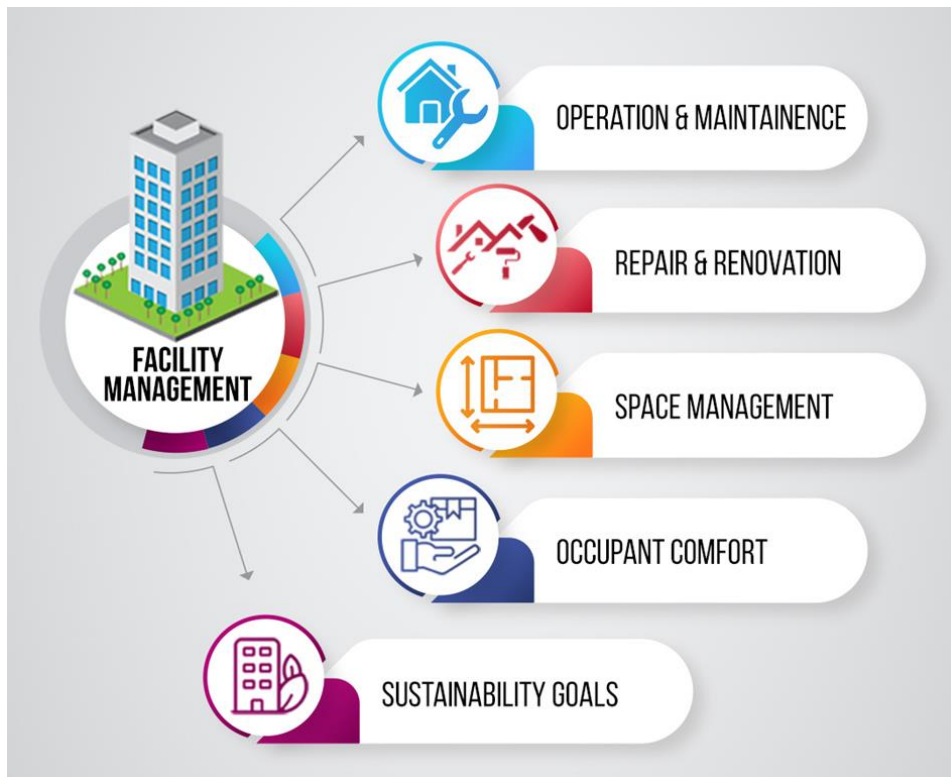 FACILITY
MANAGEMENT
OPERATION & MAINTAINENCE
REPAIR & RENOVATION
SPACE MANAGEMENT
OCCUPANT COMFORT
SUSTAINABILITY GOALS